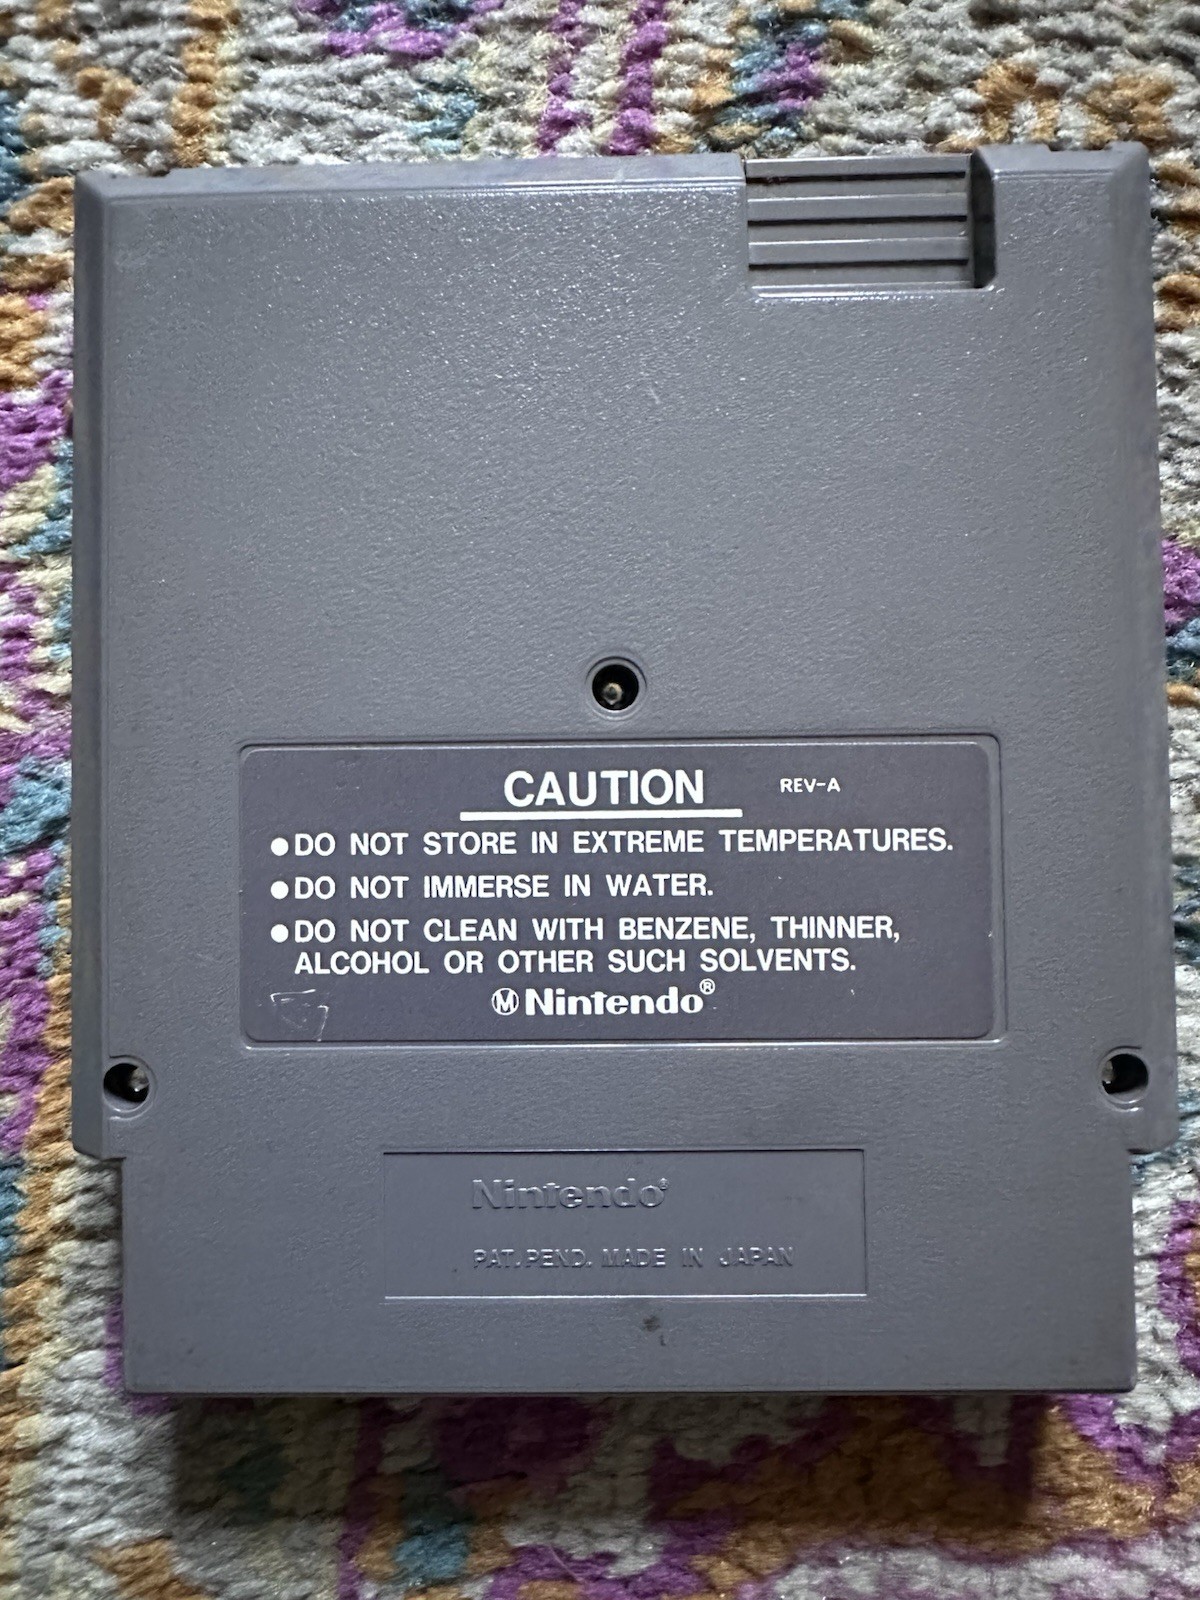 CAUTION REV-A
●DO NOT STORE IN EXTREME TEMPERATURES.
●DO NOT IMMERSE IN WATER.
●DO NOT CLEAN WITH BENZENE, THINNER,
ALCOHOL OR OTHER SUCH SOLVENTS.
Ⓜ Nintendo®
Nintendo®
PAT. PEND. MADE IN JAPAN